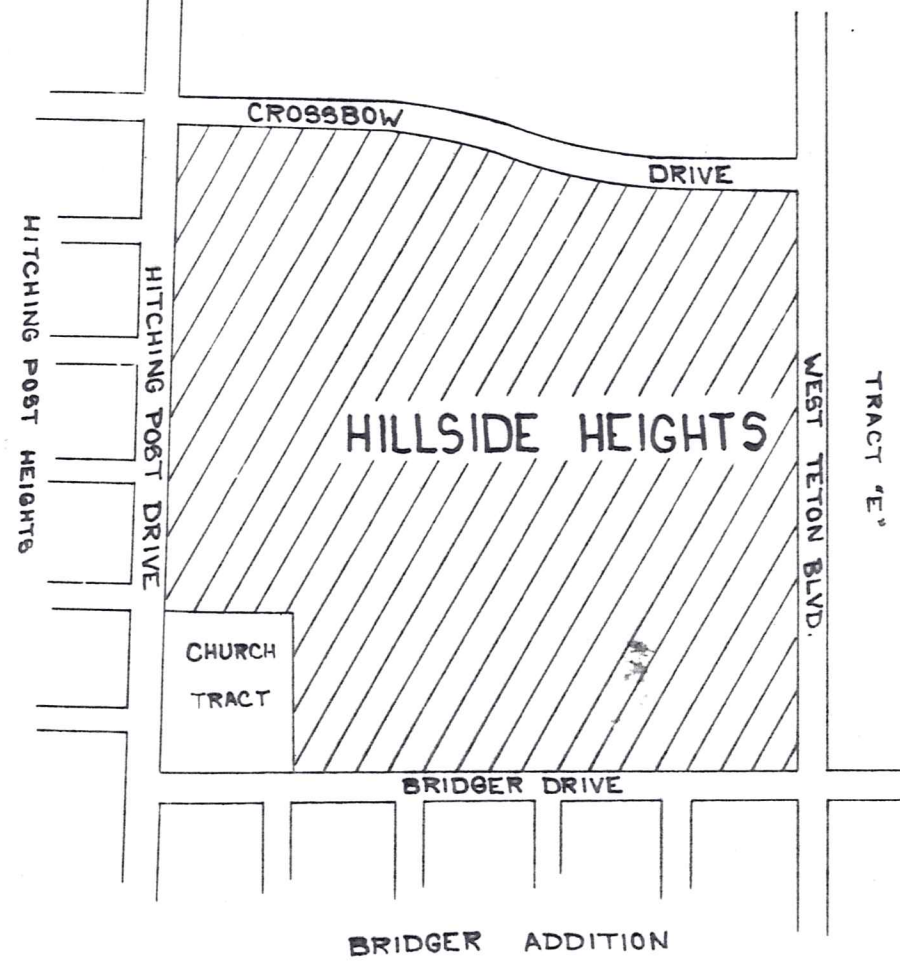 CROSSBOW DRIVE
HITCHING POST HEIGHTS
HITCHING POST DRIVE
HILLSIDE HEIGHTS
WEST TETON BLVD.
TRACT "E"
CHURCH
TRACT
BRIDGER DRIVE
BRIDGER ADDITION